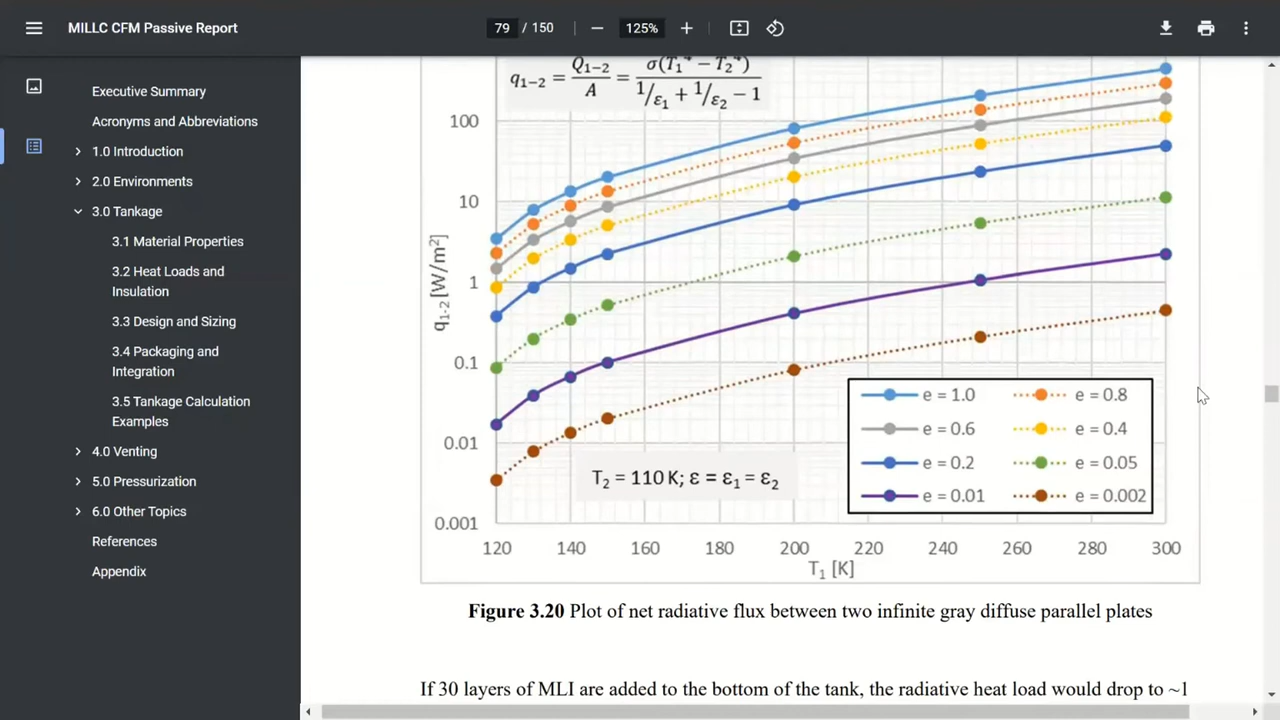 MILLC CFM Passive Report
79 / 150
125%
Executive Summary
Acronyms and Abbreviations
1.0 Introduction
2.0 Environments
3.0 Tankage
3.1 Material Properties
3.2 Heat Loads and
Insulation
3.3 Design and Sizing
3.4 Packaging and
Integration
3.5 Tankage Calculation
Examples
4.0 Venting
5.0 Pressurization
6.0 Other Topics
References
Appendix
q₁₋₂ = Q₁₋₂/A = σ(T₁⁴ − T₂⁴)/(1/ε₁ + 1/ε₂ − 1)
100
10
1
0.1
0.01
0.001
q₁₋₂ [W/m²]
e = 1.0 e = 0.8
e = 0.6 e = 0.4
e = 0.2 e = 0.05
e = 0.01 e = 0.002
T₂ = 110 K; ε = ε₁ = ε₂
120 140 160 180 200 220 240 260 280 300
T₁ [K]
Figure 3.20 Plot of net radiative flux between two infinite gray diffuse parallel plates
If 30 layers of MLI are added to the bottom of the tank, the radiative heat load would drop to ~1